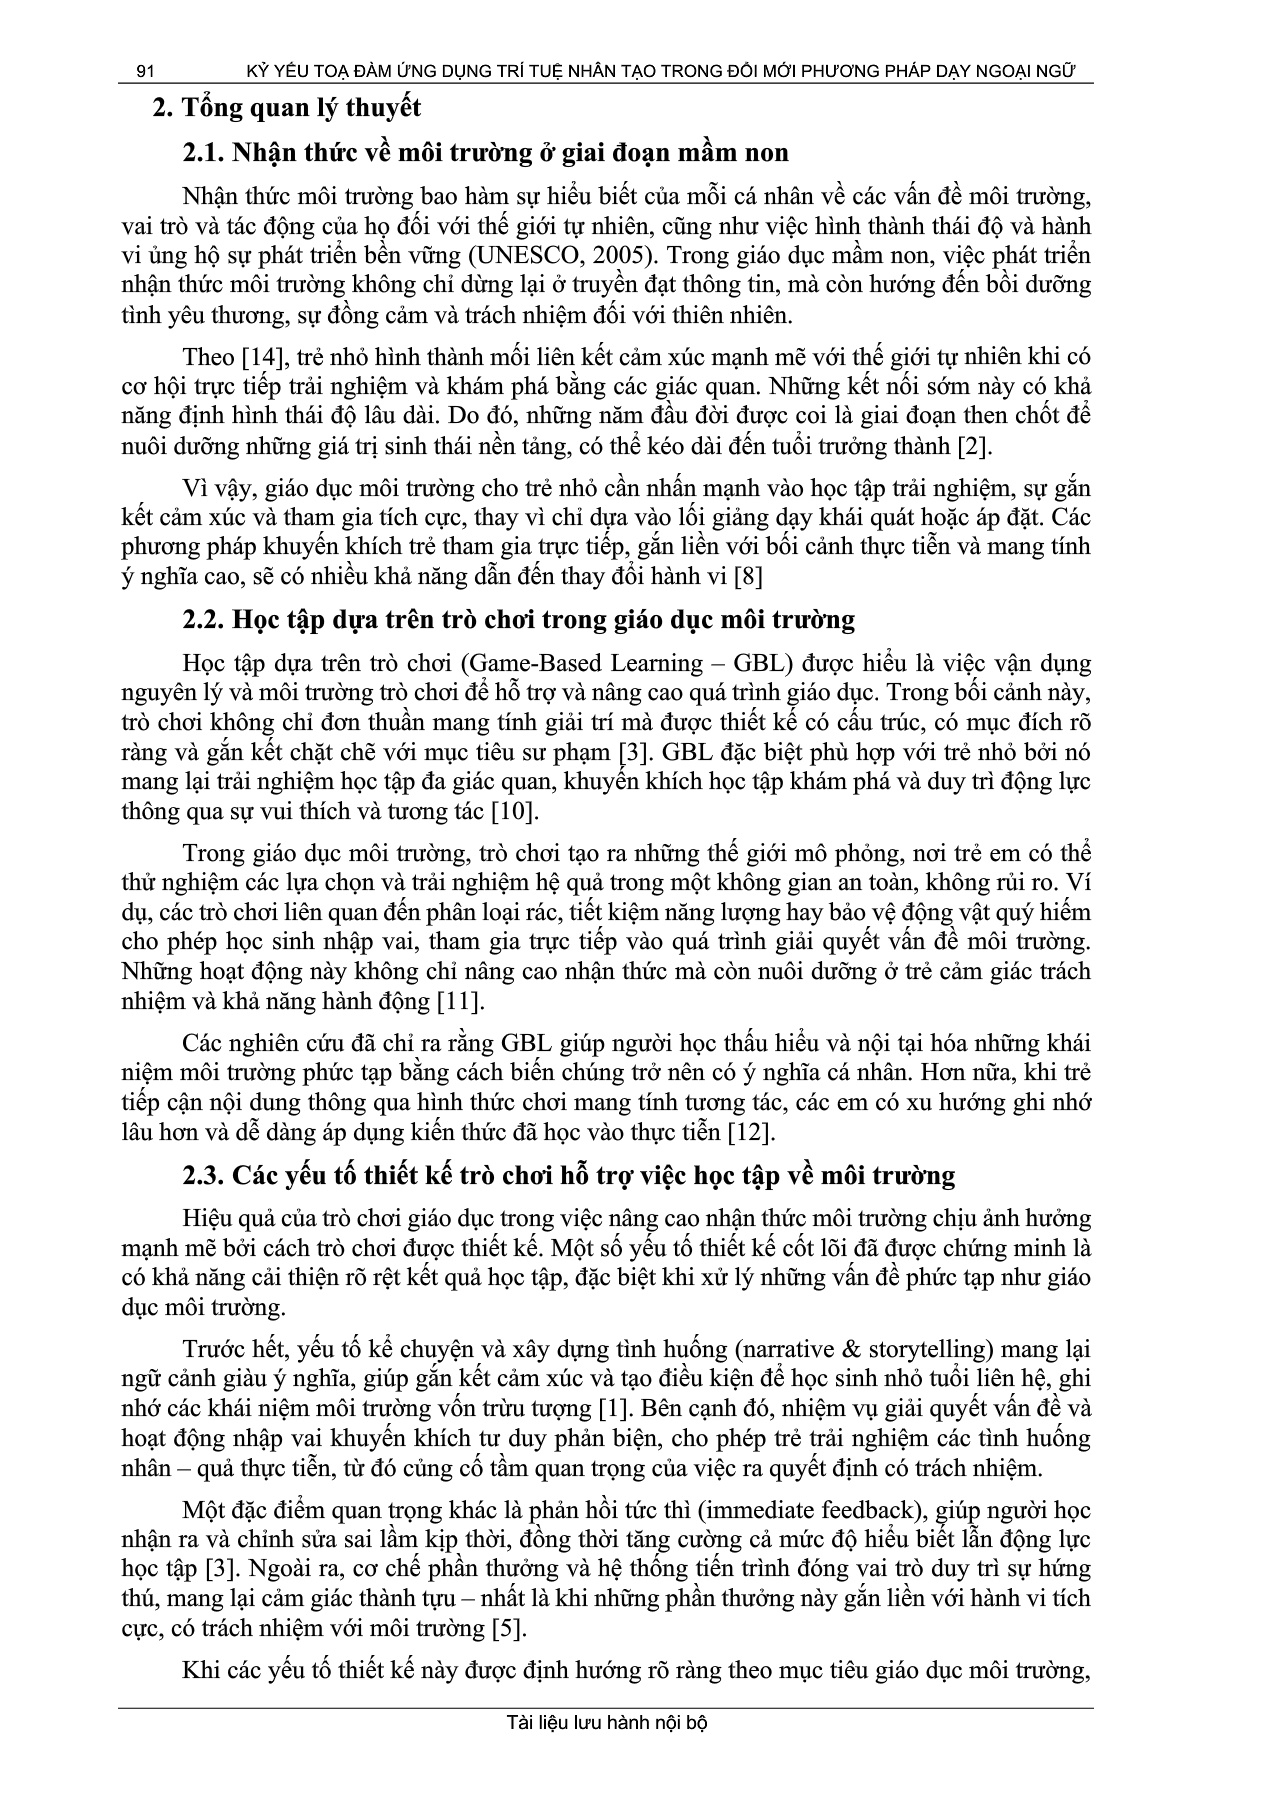 91 KỶ YẾU TOẠ ĐÀM ỨNG DỤNG TRÍ TUỆ NHÂN TẠO TRONG ĐỔI MỚI PHƯƠNG PHÁP DẠY NGOẠI NGỮ
2. Tổng quan lý thuyết
2.1. Nhận thức về môi trường ở giai đoạn mầm non
Nhận thức môi trường bao hàm sự hiểu biết của mỗi cá nhân về các vấn đề môi trường,
vai trò và tác động của họ đối với thế giới tự nhiên, cũng như việc hình thành thái độ và hành
vi ủng hộ sự phát triển bền vững (UNESCO, 2005). Trong giáo dục mầm non, việc phát triển
nhận thức môi trường không chỉ dừng lại ở truyền đạt thông tin, mà còn hướng đến bồi dưỡng
tình yêu thương, sự đồng cảm và trách nhiệm đối với thiên nhiên.
Theo [14], trẻ nhỏ hình thành mối liên kết cảm xúc mạnh mẽ với thế giới tự nhiên khi có
cơ hội trực tiếp trải nghiệm và khám phá bằng các giác quan. Những kết nối sớm này có khả
năng định hình thái độ lâu dài. Do đó, những năm đầu đời được coi là giai đoạn then chốt để
nuôi dưỡng những giá trị sinh thái nền tảng, có thể kéo dài đến tuổi trưởng thành [2].
Vì vậy, giáo dục môi trường cho trẻ nhỏ cần nhấn mạnh vào học tập trải nghiệm, sự gắn
kết cảm xúc và tham gia tích cực, thay vì chỉ dựa vào lối giảng dạy khái quát hoặc áp đặt. Các
phương pháp khuyến khích trẻ tham gia trực tiếp, gắn liền với bối cảnh thực tiễn và mang tính
ý nghĩa cao, sẽ có nhiều khả năng dẫn đến thay đổi hành vi [8]
2.2. Học tập dựa trên trò chơi trong giáo dục môi trường
Học tập dựa trên trò chơi (Game-Based Learning – GBL) được hiểu là việc vận dụng
nguyên lý và môi trường trò chơi để hỗ trợ và nâng cao quá trình giáo dục. Trong bối cảnh này,
trò chơi không chỉ đơn thuần mang tính giải trí mà được thiết kế có cấu trúc, có mục đích rõ
ràng và gắn kết chặt chẽ với mục tiêu sư phạm [3]. GBL đặc biệt phù hợp với trẻ nhỏ bởi nó
mang lại trải nghiệm học tập đa giác quan, khuyến khích học tập khám phá và duy trì động lực
thông qua sự vui thích và tương tác [10].
Trong giáo dục môi trường, trò chơi tạo ra những thế giới mô phỏng, nơi trẻ em có thể
thử nghiệm các lựa chọn và trải nghiệm hệ quả trong một không gian an toàn, không rủi ro. Ví
dụ, các trò chơi liên quan đến phân loại rác, tiết kiệm năng lượng hay bảo vệ động vật quý hiếm
cho phép học sinh nhập vai, tham gia trực tiếp vào quá trình giải quyết vấn đề môi trường.
Những hoạt động này không chỉ nâng cao nhận thức mà còn nuôi dưỡng ở trẻ cảm giác trách
nhiệm và khả năng hành động [11].
Các nghiên cứu đã chỉ ra rằng GBL giúp người học thấu hiểu và nội tại hóa những khái
niệm môi trường phức tạp bằng cách biến chúng trở nên có ý nghĩa cá nhân. Hơn nữa, khi trẻ
tiếp cận nội dung thông qua hình thức chơi mang tính tương tác, các em có xu hướng ghi nhớ
lâu hơn và dễ dàng áp dụng kiến thức đã học vào thực tiễn [12].
2.3. Các yếu tố thiết kế trò chơi hỗ trợ việc học tập về môi trường
Hiệu quả của trò chơi giáo dục trong việc nâng cao nhận thức môi trường chịu ảnh hưởng
mạnh mẽ bởi cách trò chơi được thiết kế. Một số yếu tố thiết kế cốt lõi đã được chứng minh là
có khả năng cải thiện rõ rệt kết quả học tập, đặc biệt khi xử lý những vấn đề phức tạp như giáo
dục môi trường.
Trước hết, yếu tố kể chuyện và xây dựng tình huống (narrative & storytelling) mang lại
ngữ cảnh giàu ý nghĩa, giúp gắn kết cảm xúc và tạo điều kiện để học sinh nhỏ tuổi liên hệ, ghi
nhớ các khái niệm môi trường vốn trừu tượng [1]. Bên cạnh đó, nhiệm vụ giải quyết vấn đề và
hoạt động nhập vai khuyến khích tư duy phản biện, cho phép trẻ trải nghiệm các tình huống
nhân – quả thực tiễn, từ đó củng cố tầm quan trọng của việc ra quyết định có trách nhiệm.
Một đặc điểm quan trọng khác là phản hồi tức thì (immediate feedback), giúp người học
nhận ra và chỉnh sửa sai lầm kịp thời, đồng thời tăng cường cả mức độ hiểu biết lẫn động lực
học tập [3]. Ngoài ra, cơ chế phần thưởng và hệ thống tiến trình đóng vai trò duy trì sự hứng
thú, mang lại cảm giác thành tựu – nhất là khi những phần thưởng này gắn liền với hành vi tích
cực, có trách nhiệm với môi trường [5].
Khi các yếu tố thiết kế này được định hướng rõ ràng theo mục tiêu giáo dục môi trường,
Tài liệu lưu hành nội bộ